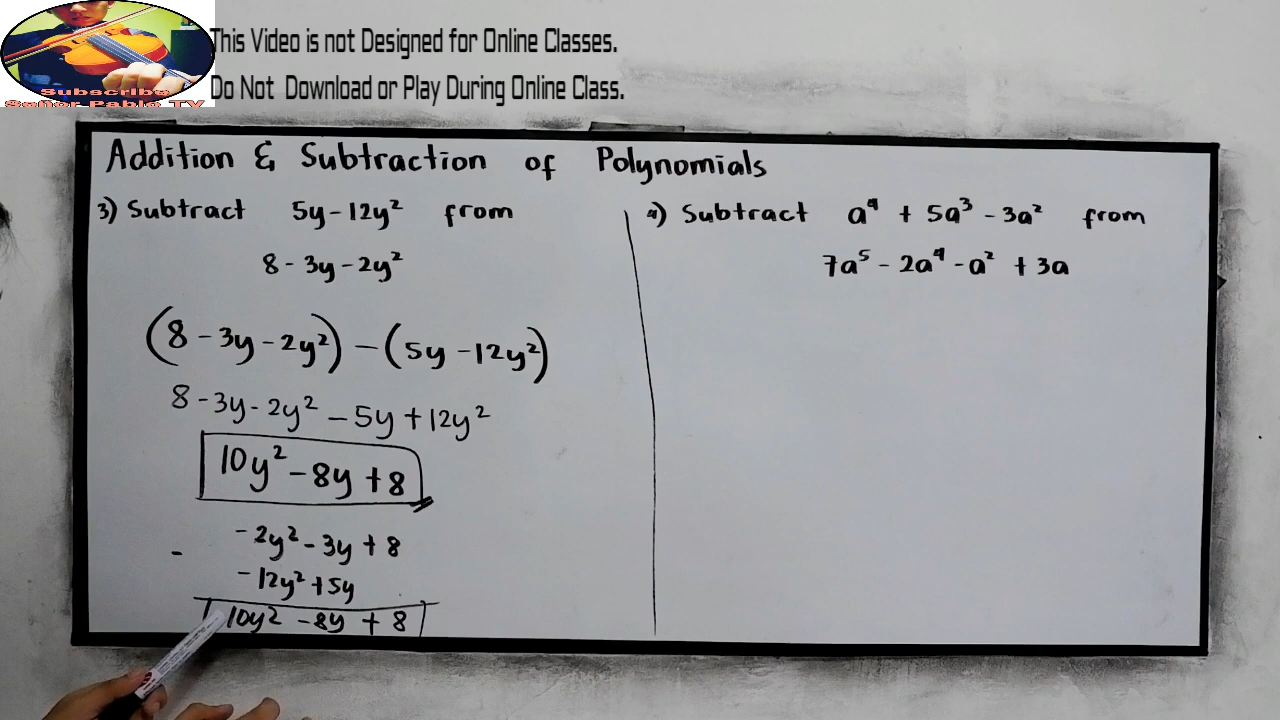 This Video is not Designed for Online Classes.
Do Not Download or Play During Online Class.
Subscribe
Señor Pablo TV
Addition & Subtraction of Polynomials
3) Subtract 5y - 12y² from
8 - 3y - 2y²
(8 - 3y - 2y²) - (5y - 12y²)
8 - 3y - 2y² - 5y + 12y²
10y² - 8y + 8
-2y² - 3y + 8
-
-12y² + 5y
10y² - 8y + 8
4) Subtract a⁴ + 5a³ - 3a² from
7a⁵ - 2a⁴ - a² + 3a